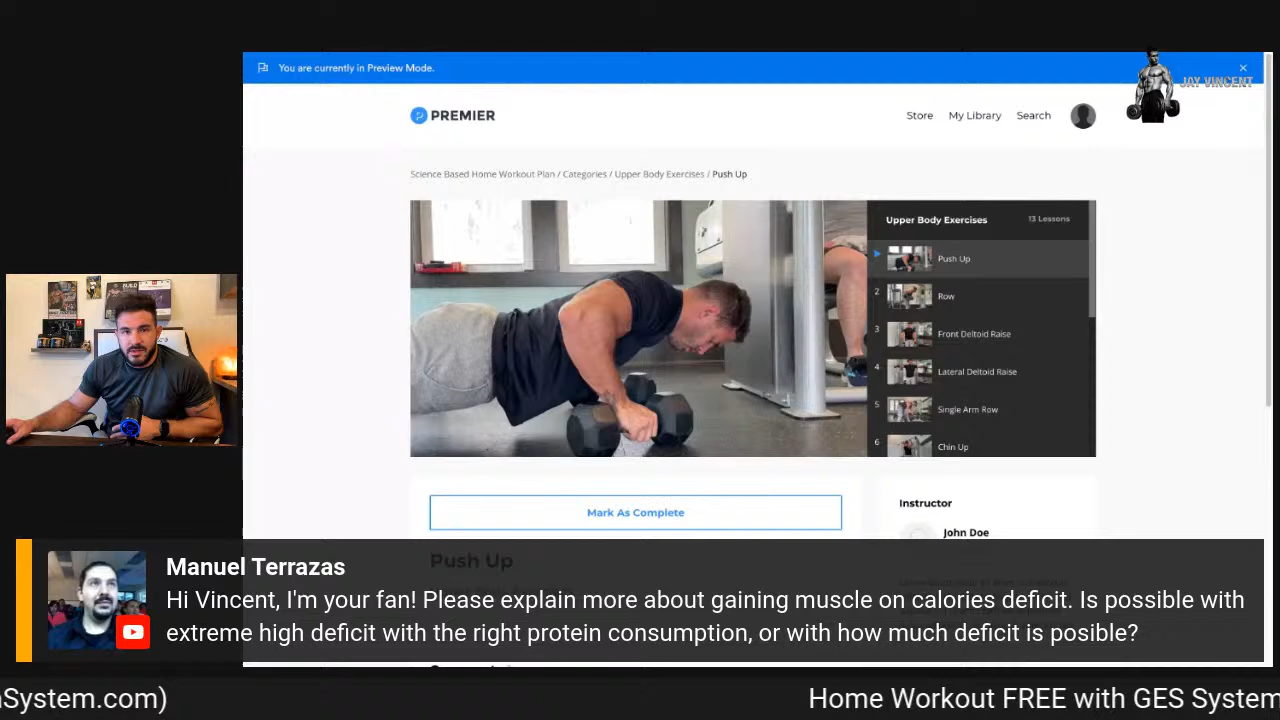 You are currently in Preview Mode.
JAY VINCENT
PREMIER
Store
My Library
Search
Science Based Home Workout Plan / Categories / Upper Body Exercises / Push Up
Upper Body Exercises
13 Lessons
Push Up
2
Row
3
Front Deltoid Raise
4
Lateral Deltoid Raise
5
Single Arm Row
6
Chin Up
Mark As Complete
Instructor
John Doe
Push Up
Manuel Terrazas
Hi Vincent, I'm your fan! Please explain more about gaining muscle on calories deficit. Is possible with
extreme high deficit with the right protein consumption, or with how much deficit is posible?
System.com)
Home Workout FREE with GES System